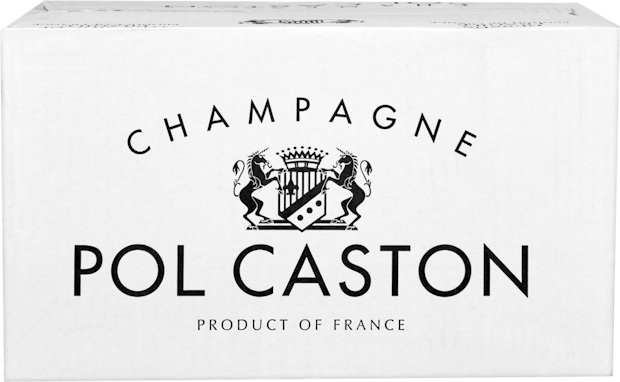 CHAMPAGNE
POL CASTON
PRODUCT OF FRANCE